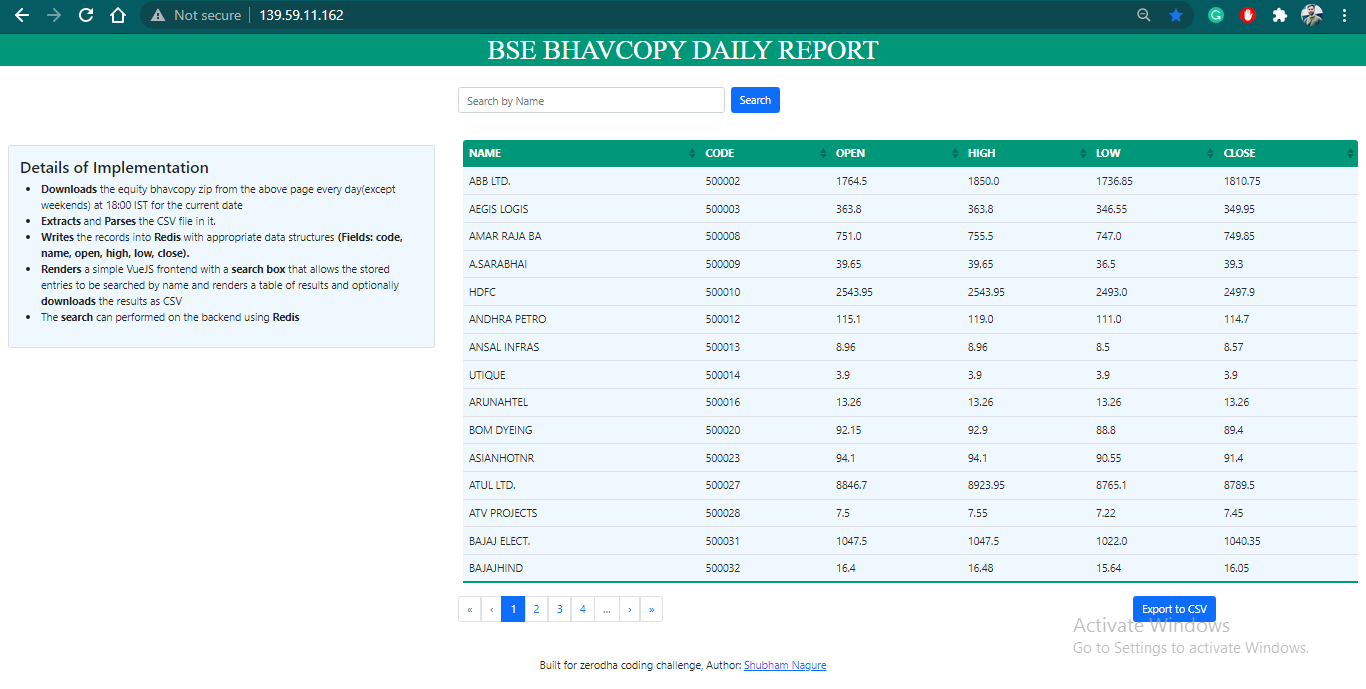 Not secure | 139.59.11.162
BSE BHAVCOPY DAILY REPORT
Search by Name Search
Details of Implementation
• Downloads the equity bhavcopy zip from the above page every day(except
weekends) at 18:00 IST for the current date
• Extracts and Parses the CSV file in it.
• Writes the records into Redis with appropriate data structures (Fields: code,
name, open, high, low, close).
• Renders a simple VueJS frontend with a search box that allows the stored
entries to be searched by name and renders a table of results and optionally
downloads the results as CSV
• The search can performed on the backend using Redis
NAME CODE OPEN HIGH LOW CLOSE
ABB LTD. 500002 1764.5 1850.0 1736.85 1810.75
AEGIS LOGIS 500003 363.8 363.8 346.55 349.95
AMAR RAJA BA 500008 751.0 755.5 747.0 749.85
A.SARABHAI 500009 39.65 39.65 36.5 39.3
HDFC 500010 2543.95 2543.95 2493.0 2497.9
ANDHRA PETRO 500012 115.1 119.0 111.0 114.7
ANSAL INFRAS 500013 8.96 8.96 8.5 8.57
UTIQUE 500014 3.9 3.9 3.9 3.9
ARUNAHTEL 500016 13.26 13.26 13.26 13.26
BOM DYEING 500020 92.15 92.9 88.8 89.4
ASIANHOTNR 500023 94.1 94.1 90.55 91.4
ATUL LTD. 500027 8846.7 8923.95 8765.1 8789.5
ATV PROJECTS 500028 7.5 7.55 7.22 7.45
BAJAJ ELECT. 500031 1047.5 1047.5 1022.0 1040.35
BAJAJHIND 500032 16.4 16.48 15.64 16.05
« ‹ 1 2 3 4 ... › » Export to CSV
Activate Windows
Go to Settings to activate Windows.
Built for zerodha coding challenge, Author: Shubham Nagure